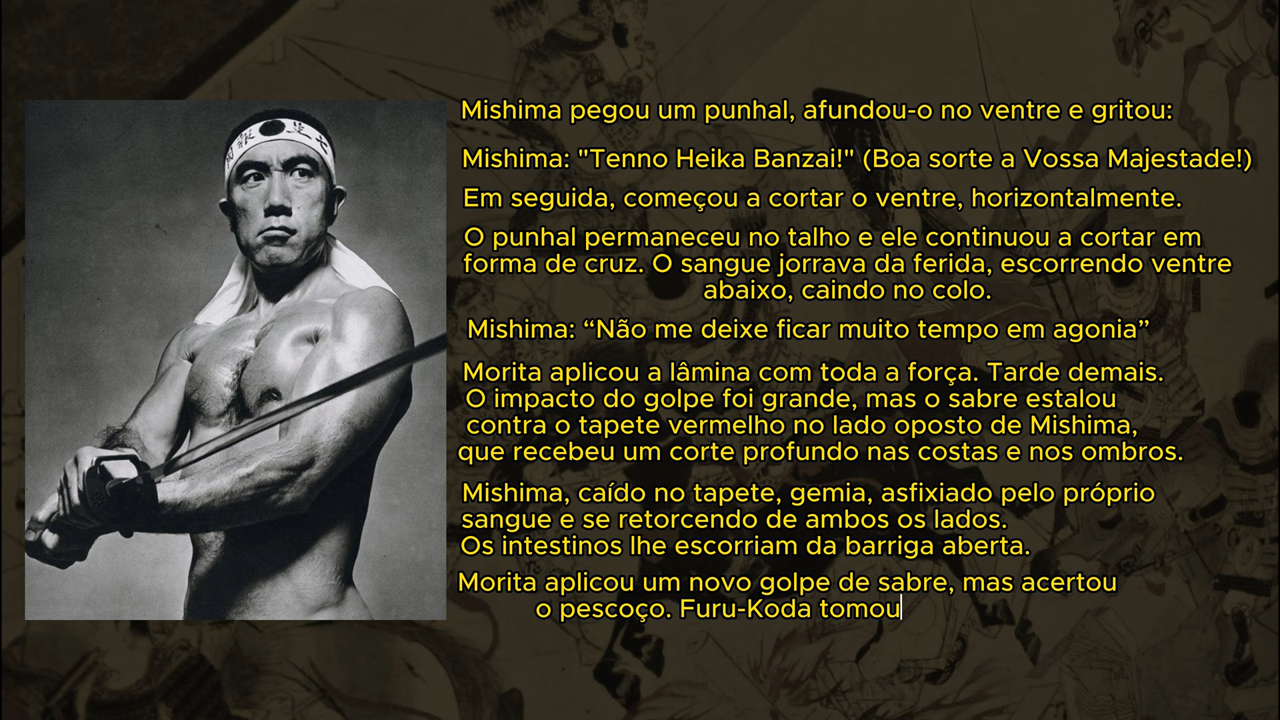 Mishima pegou um punhal, afundou-o no ventre e gritou:
Mishima: "Tenno Heika Banzai!" (Boa sorte a Vossa Majestade!)
Em seguida, começou a cortar o ventre, horizontalmente.
O punhal permaneceu no talho e ele continuou a cortar em
forma de cruz. O sangue jorrava da ferida, escorrendo ventre
abaixo, caindo no colo.
Mishima: “Não me deixe ficar muito tempo em agonia”
Morita aplicou a lâmina com toda a força. Tarde demais.
O impacto do golpe foi grande, mas o sabre estalou
contra o tapete vermelho no lado oposto de Mishima,
que recebeu um corte profundo nas costas e nos ombros.
Mishima, caído no tapete, gemia, asfixiado pelo próprio
sangue e se retorcendo de ambos os lados.
Os intestinos lhe escorriam da barriga aberta.
Morita aplicou um novo golpe de sabre, mas acertou
o pescoço. Furu-Koda tomou